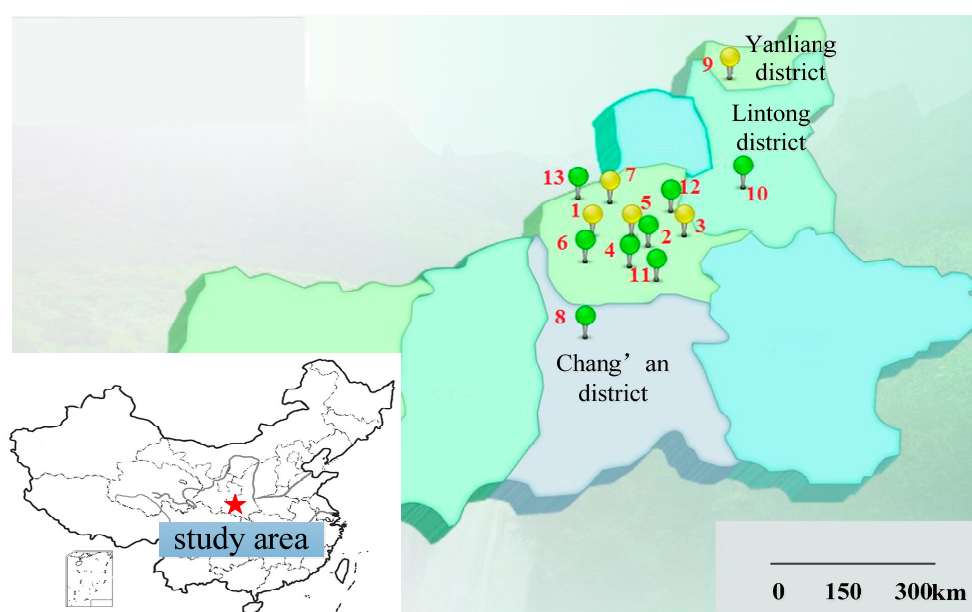 Yanliang
district
9
Lintong
district
13
7
12
10
1
5
3
2
6
4
11
8
Chang’an
district
study area
0 150 300km